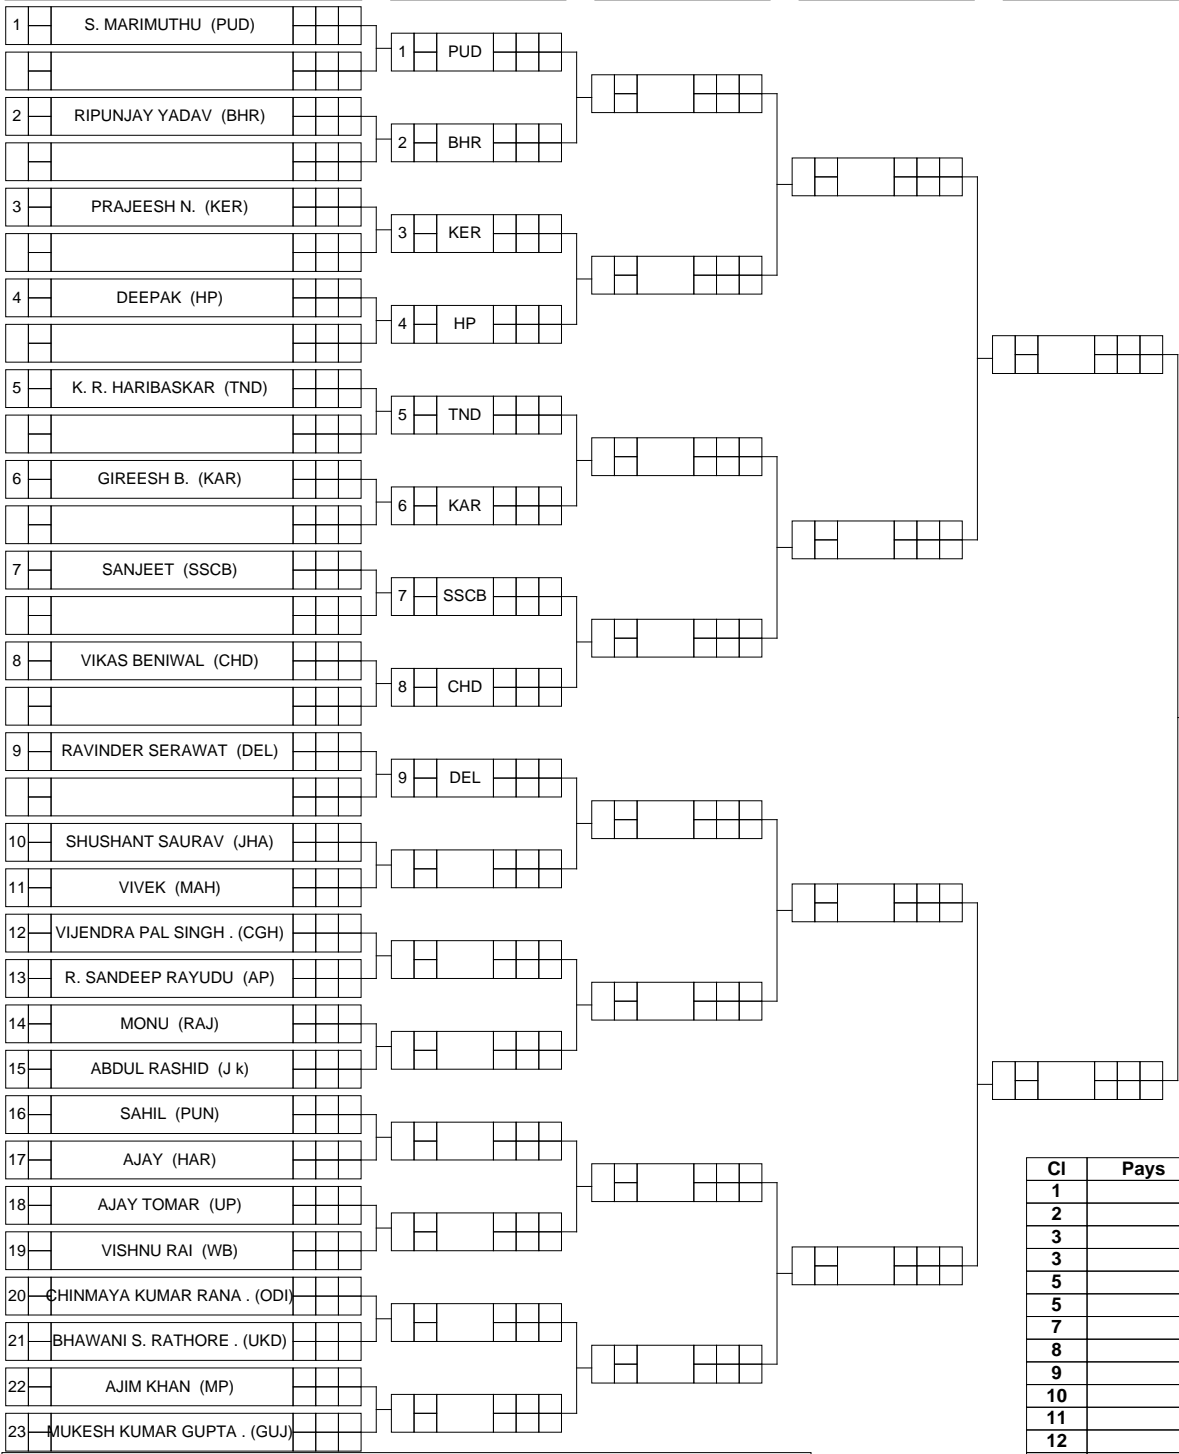 1 S. MARIMUTHU (PUD)
1 PUD
2 RIPUNJAY YADAV (BHR)
2 BHR
3 PRAJEESH N. (KER)
3 KER
4 DEEPAK (HP)
4 HP
5 K. R. HARIBASKAR (TND)
5 TND
6 GIREESH B. (KAR)
6 KAR
7 SANJEET (SSCB)
7 SSCB
8 VIKAS BENIWAL (CHD)
8 CHD
9 RAVINDER SERAWAT (DEL)
9 DEL
10 SHUSHANT SAURAV (JHA)
11 VIVEK (MAH)
12 VIJENDRA PAL SINGH . (CGH)
13 R. SANDEEP RAYUDU (AP)
14 MONU (RAJ)
15 ABDUL RASHID (J k)
16 SAHIL (PUN)
17 AJAY (HAR)
18 AJAY TOMAR (UP)
19 VISHNU RAI (WB)
20 CHINMAYA KUMAR RANA . (ODI)
21 BHAWANI S. RATHORE . (UKD)
22 AJIM KHAN (MP)
23 MUKESH KUMAR GUPTA . (GUJ)
Cl Pays
1
2
3
3
5
5
7
8
9
10
11
12